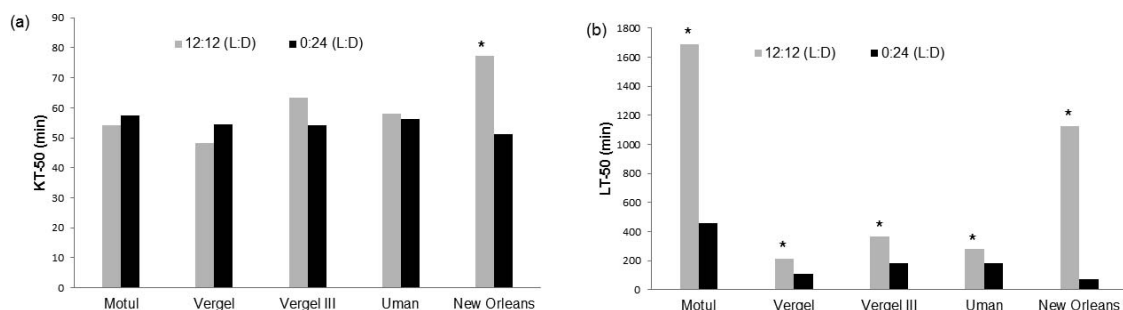 (a)
KT-50 (min)
90
80
70
60
50
40
30
20
10
0
12:12 (L:D) 0:24 (L:D)
*
Motul Vergel Vergel III Uman New Orleans
(b)
LT-50 (min)
1800
1600
1400
1200
1000
800
600
400
200
0
12:12 (L:D) 0:24 (L:D)
* * * * *
Motul Vergel Vergel III Uman New Orleans